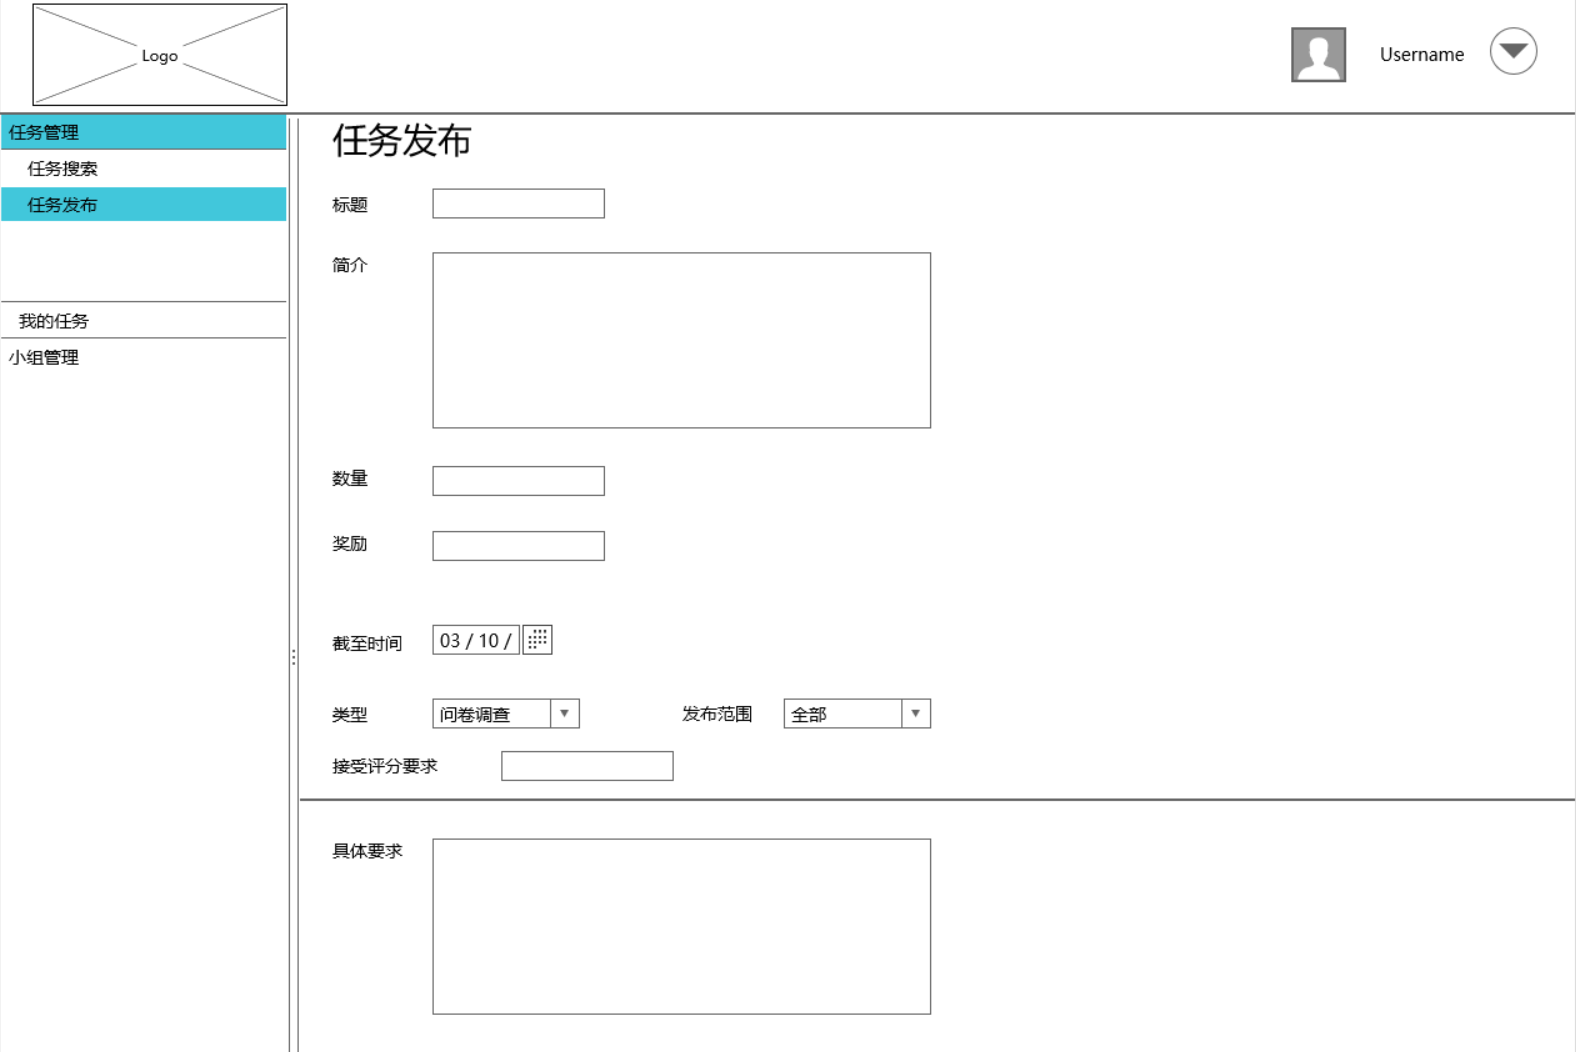 Logo
Username
任务管理
任务搜索
任务发布
我的任务
小组管理
任务发布
标题
简介
数量
奖励
截至时间 03 / 10 /
类型 问卷调查 发布范围 全部
接受评分要求
具体要求